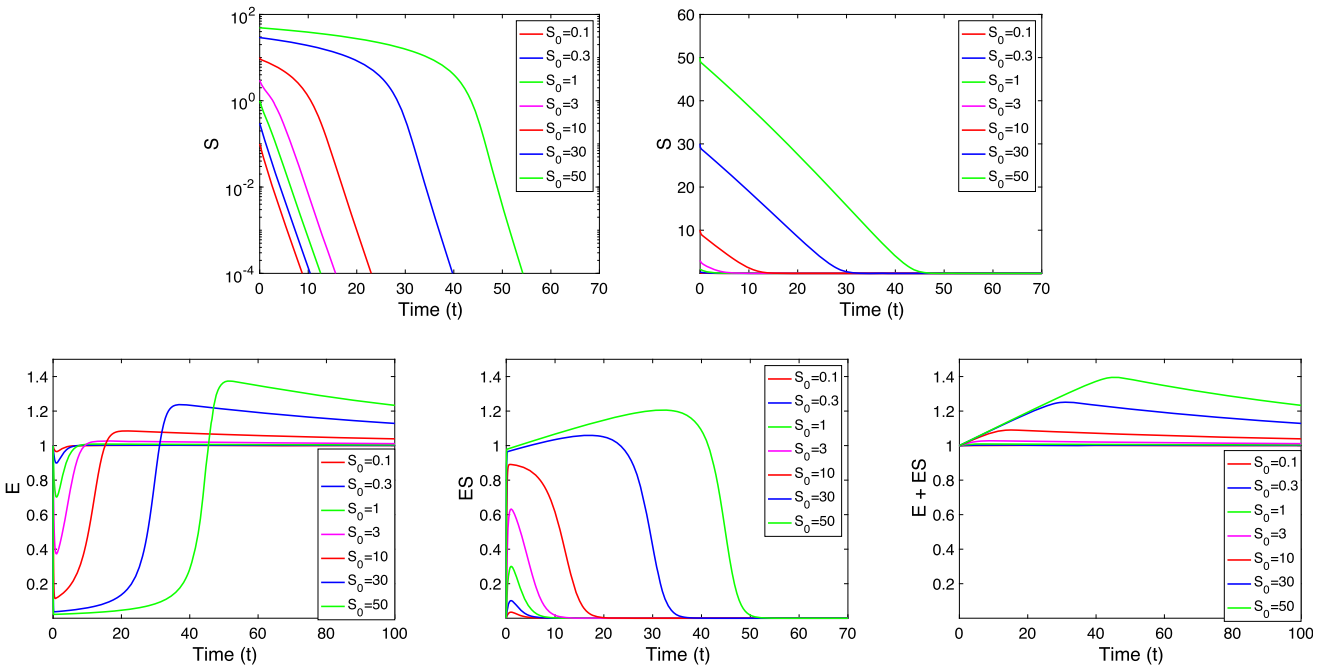 10^2
10^0
10^-2
10^-4
S
0 10 20 30 40 50 60 70
Time (t)
S_0=0.1
S_0=0.3
S_0=1
S_0=3
S_0=10
S_0=30
S_0=50
60
50
40
30
20
10
S
0 10 20 30 40 50 60 70
Time (t)
S_0=0.1
S_0=0.3
S_0=1
S_0=3
S_0=10
S_0=30
S_0=50
1.4
1.2
1
0.8
0.6
0.4
0.2
E
0 20 40 60 80 100
Time (t)
S_0=0.1
S_0=0.3
S_0=1
S_0=3
S_0=10
S_0=30
S_0=50
1.4
1.2
1
0.8
0.6
0.4
0.2
ES
0 10 20 30 40 50 60 70
Time (t)
S_0=0.1
S_0=0.3
S_0=1
S_0=3
S_0=10
S_0=30
S_0=50
1.4
1.2
1
0.8
0.6
0.4
0.2
E + ES
0 20 40 60 80 100
Time (t)
S_0=0.1
S_0=0.3
S_0=1
S_0=3
S_0=10
S_0=30
S_0=50